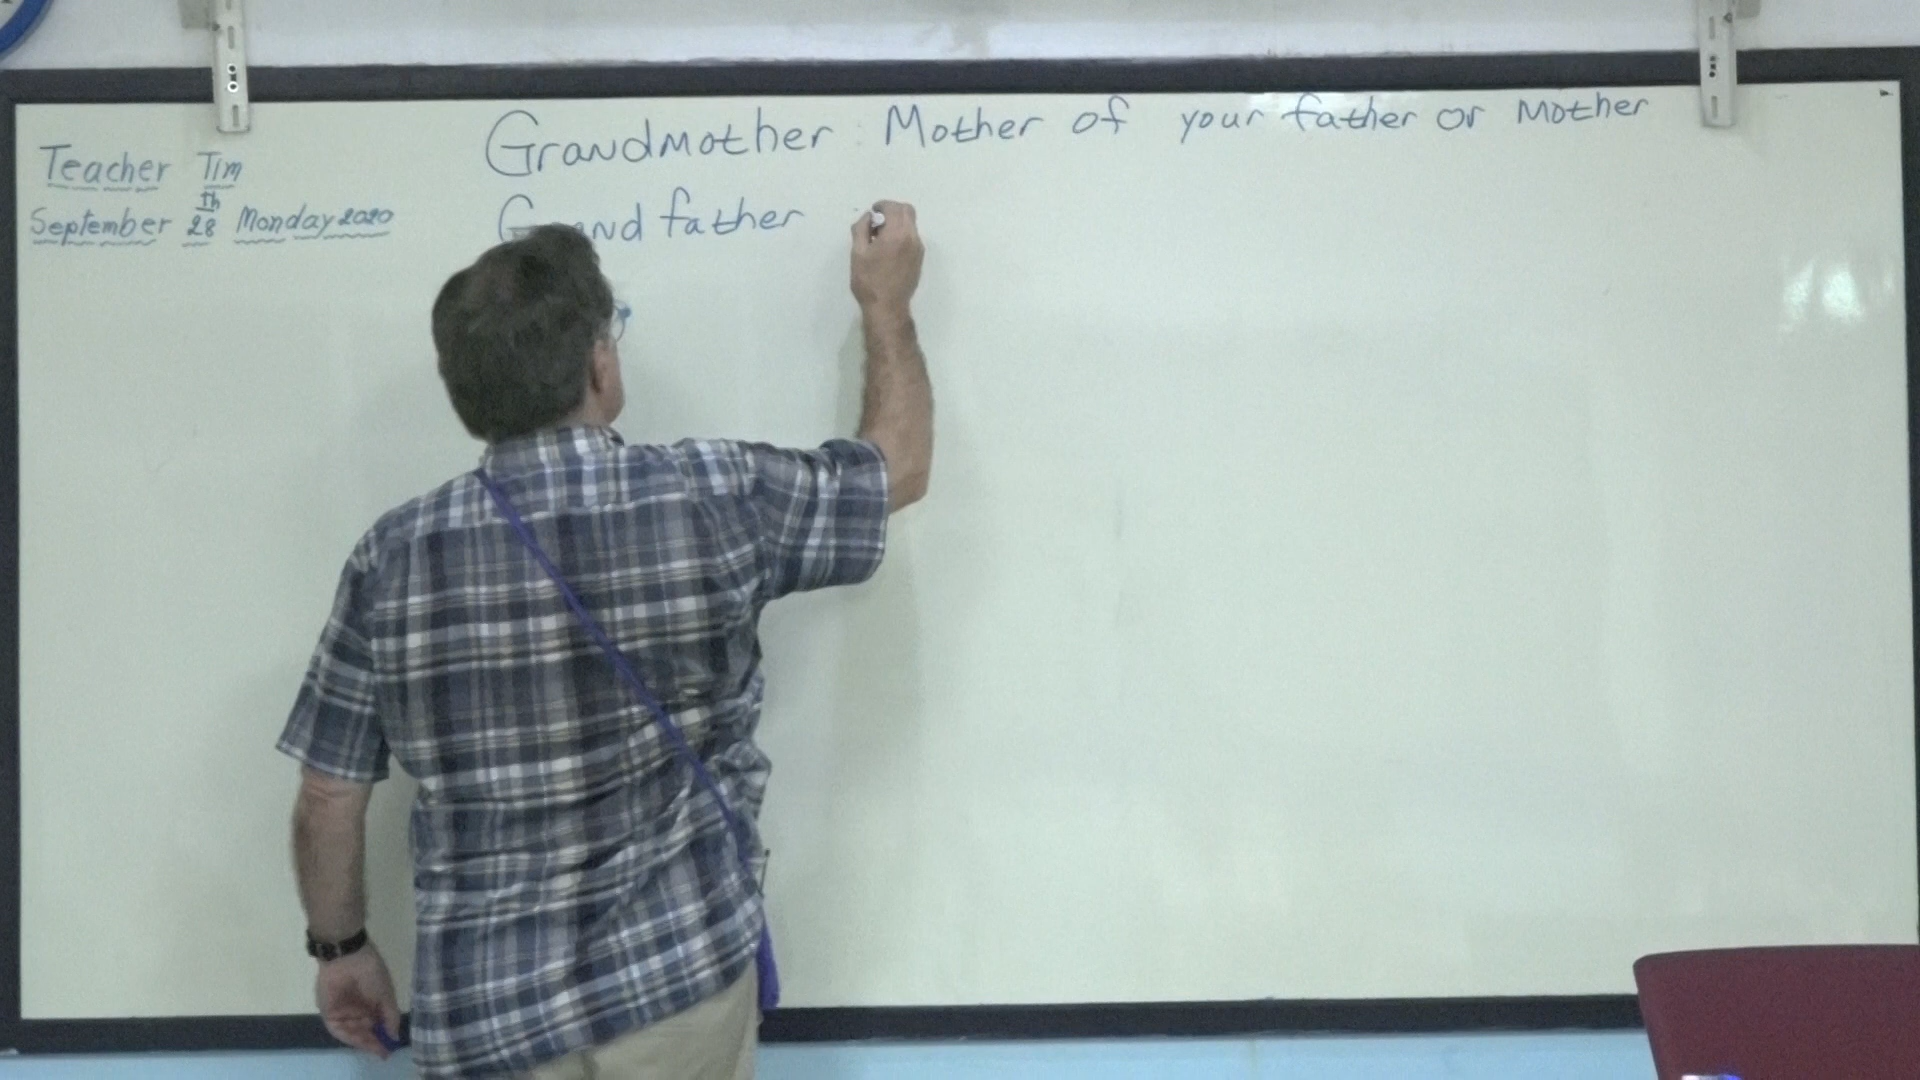 Teacher Tim
September 28th Monday 2020
Grandmother : Mother of your father or Mother
father